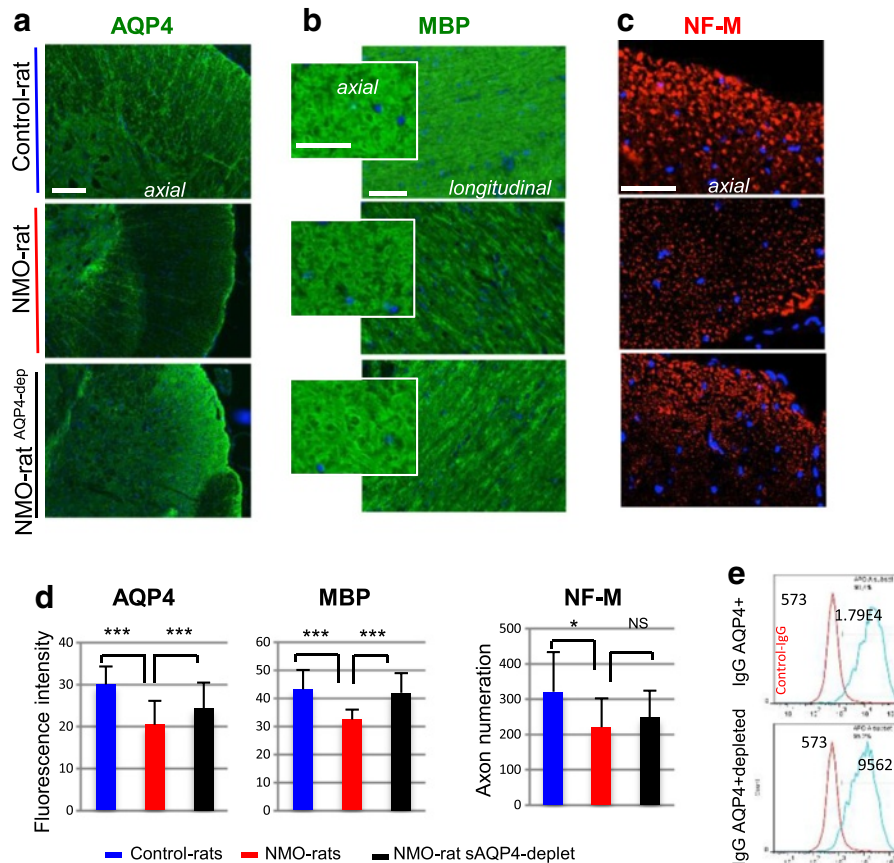 a
AQP4
b
MBP
c
NF-M
Control-rat
axial
axial
longitudinal
axial
NMO-rat
NMO-rat AQP4-dep
d
AQP4
MBP
NF-M
e
Fluorescence intensity
40
30
20
10
0
***
***
60
50
40
30
20
10
0
***
***
Axon numeration
500
400
300
200
100
0
*
NS
Control-rats
NMO-rats
NMO-rat sAQP4-deplet
IgG AQP4+
573
1.79E4
Control-IgG
IgG AQP4+depleted
573
9562